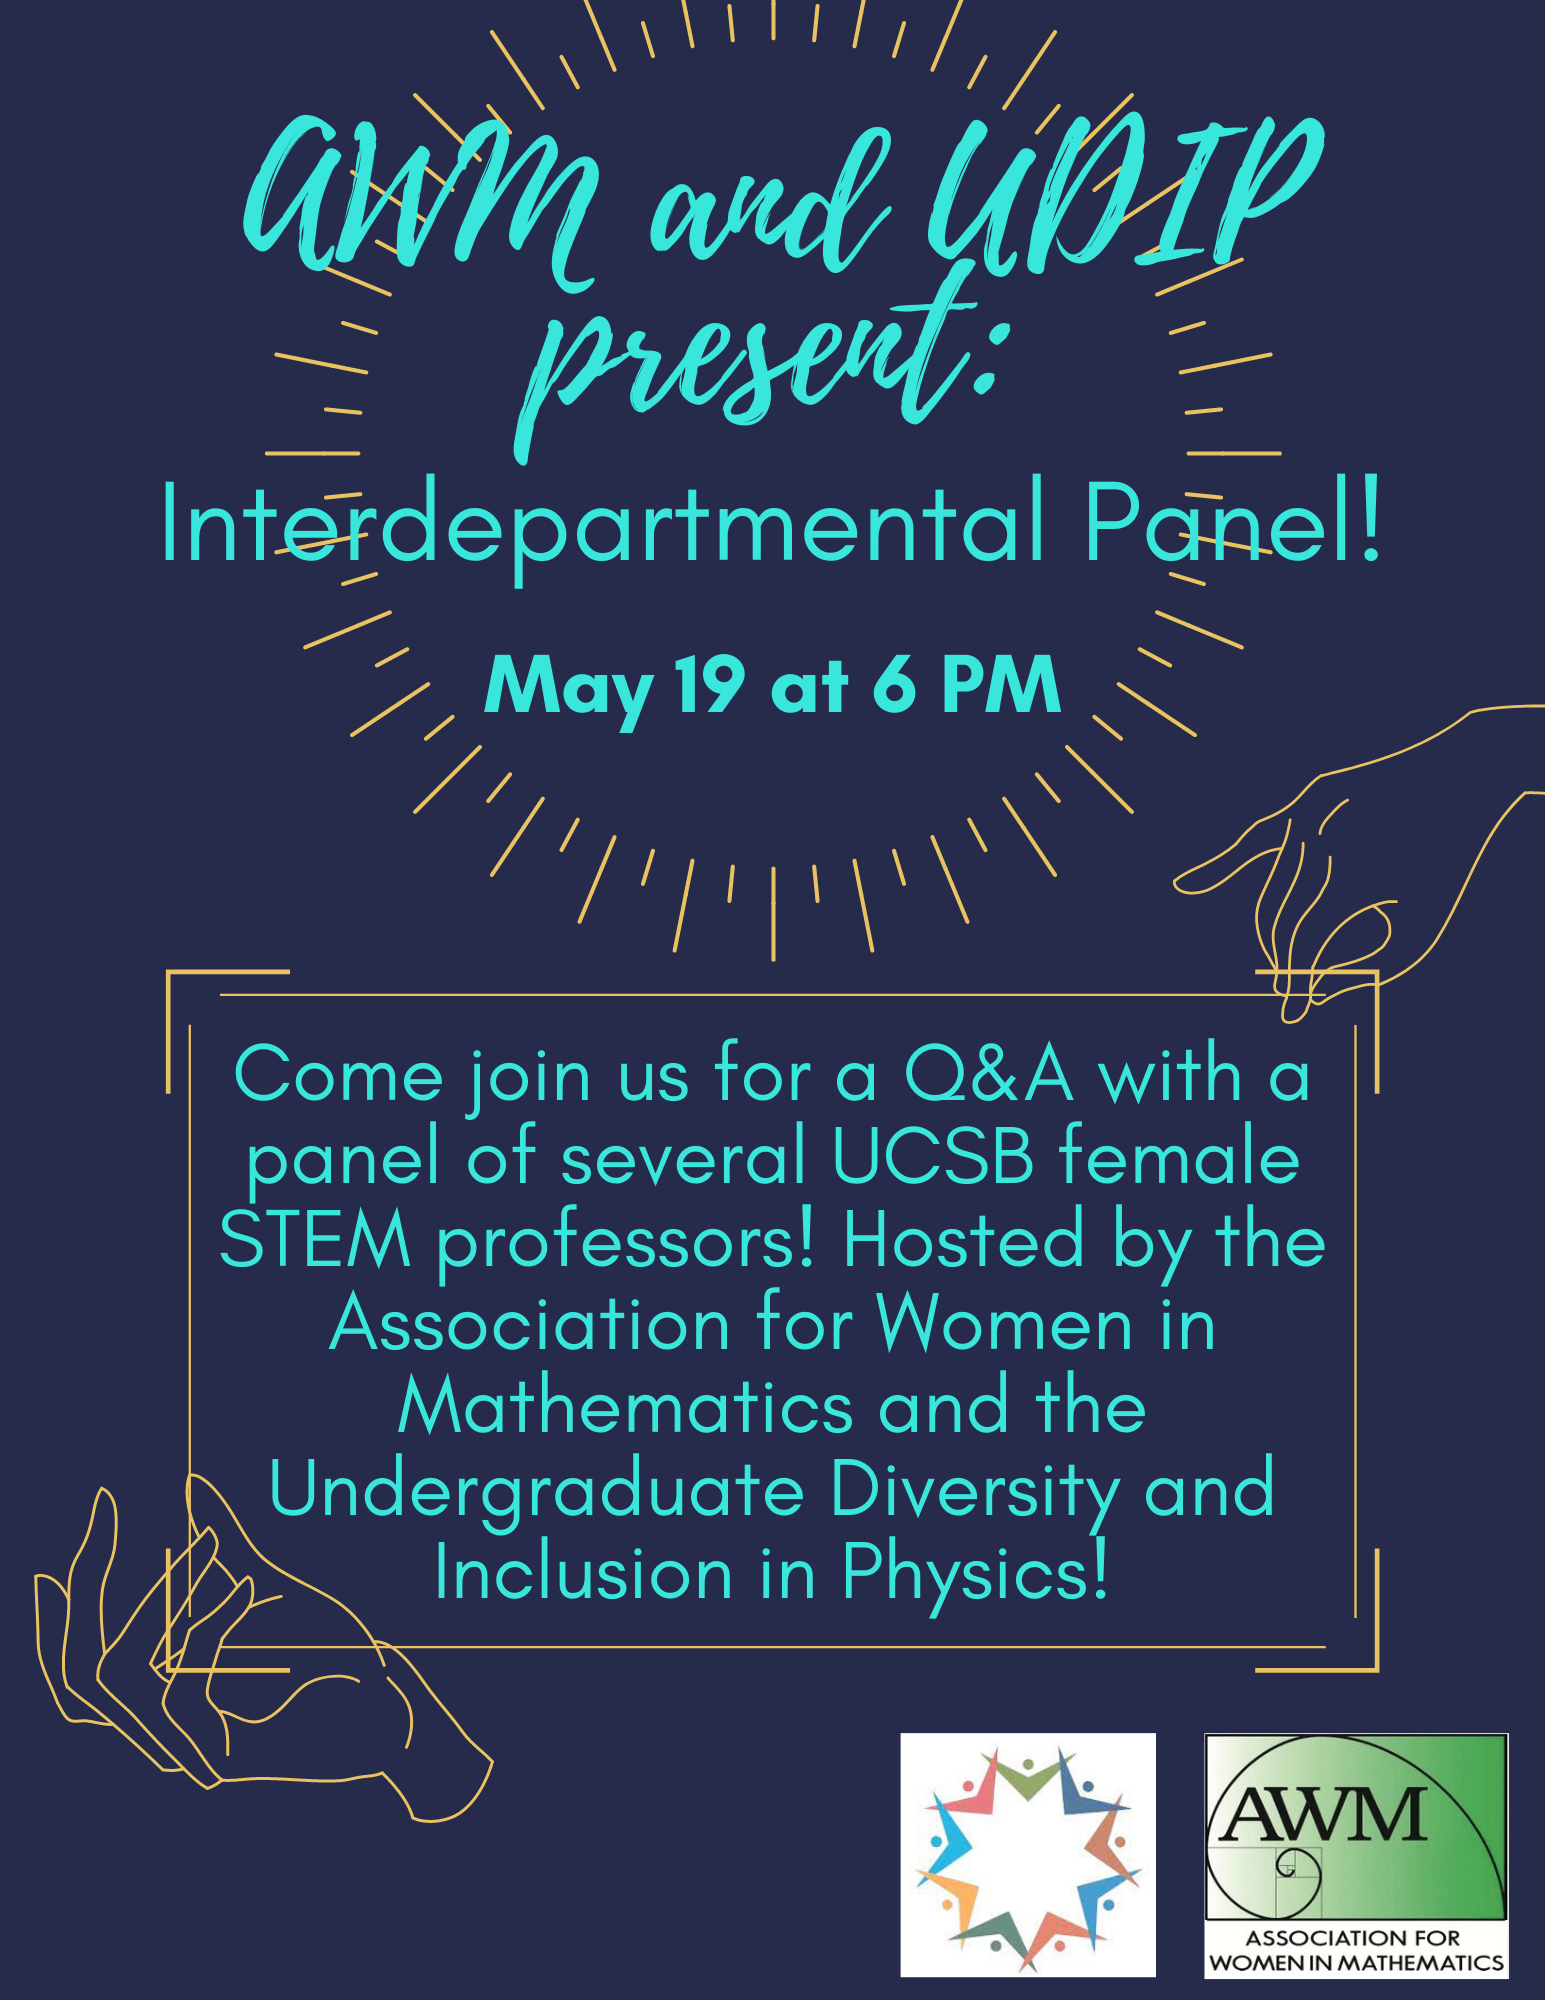 AWM and UDIP
present:
Interdepartmental Panel!
May 19 at 6 PM
Come join us for a Q&A with a
panel of several UCSB female
STEM professors! Hosted by the
Association for Women in
Mathematics and the
Undergraduate Diversity and
Inclusion in Physics!
AWM
ASSOCIATION FOR
WOMEN IN MATHEMATICS